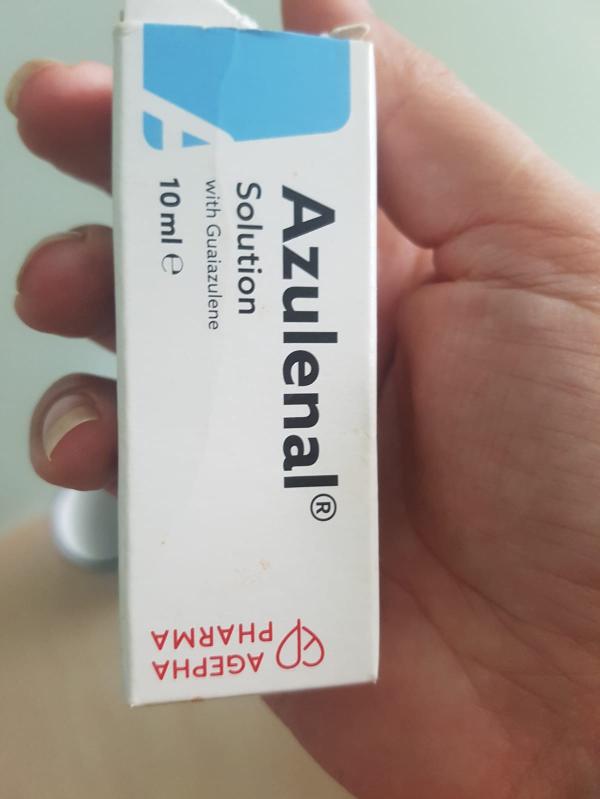 Azulenal®
Solution
with Guaiazulene
10 ml ℮
AGEPHA
PHARMA